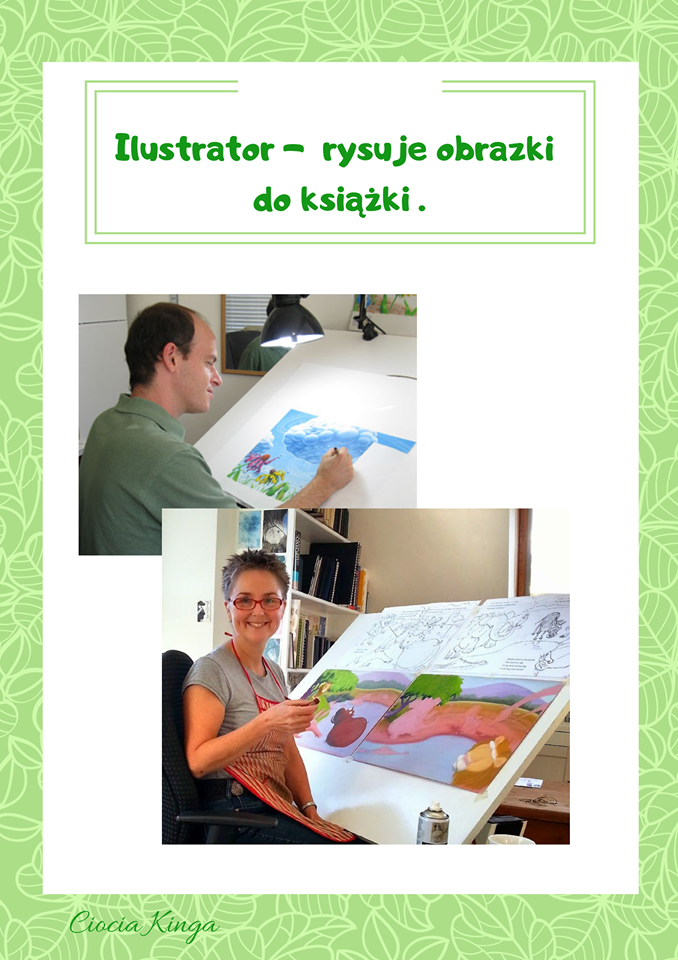 Ilustrator – rysuje obrazki
do książki .
Ciocia Kinga